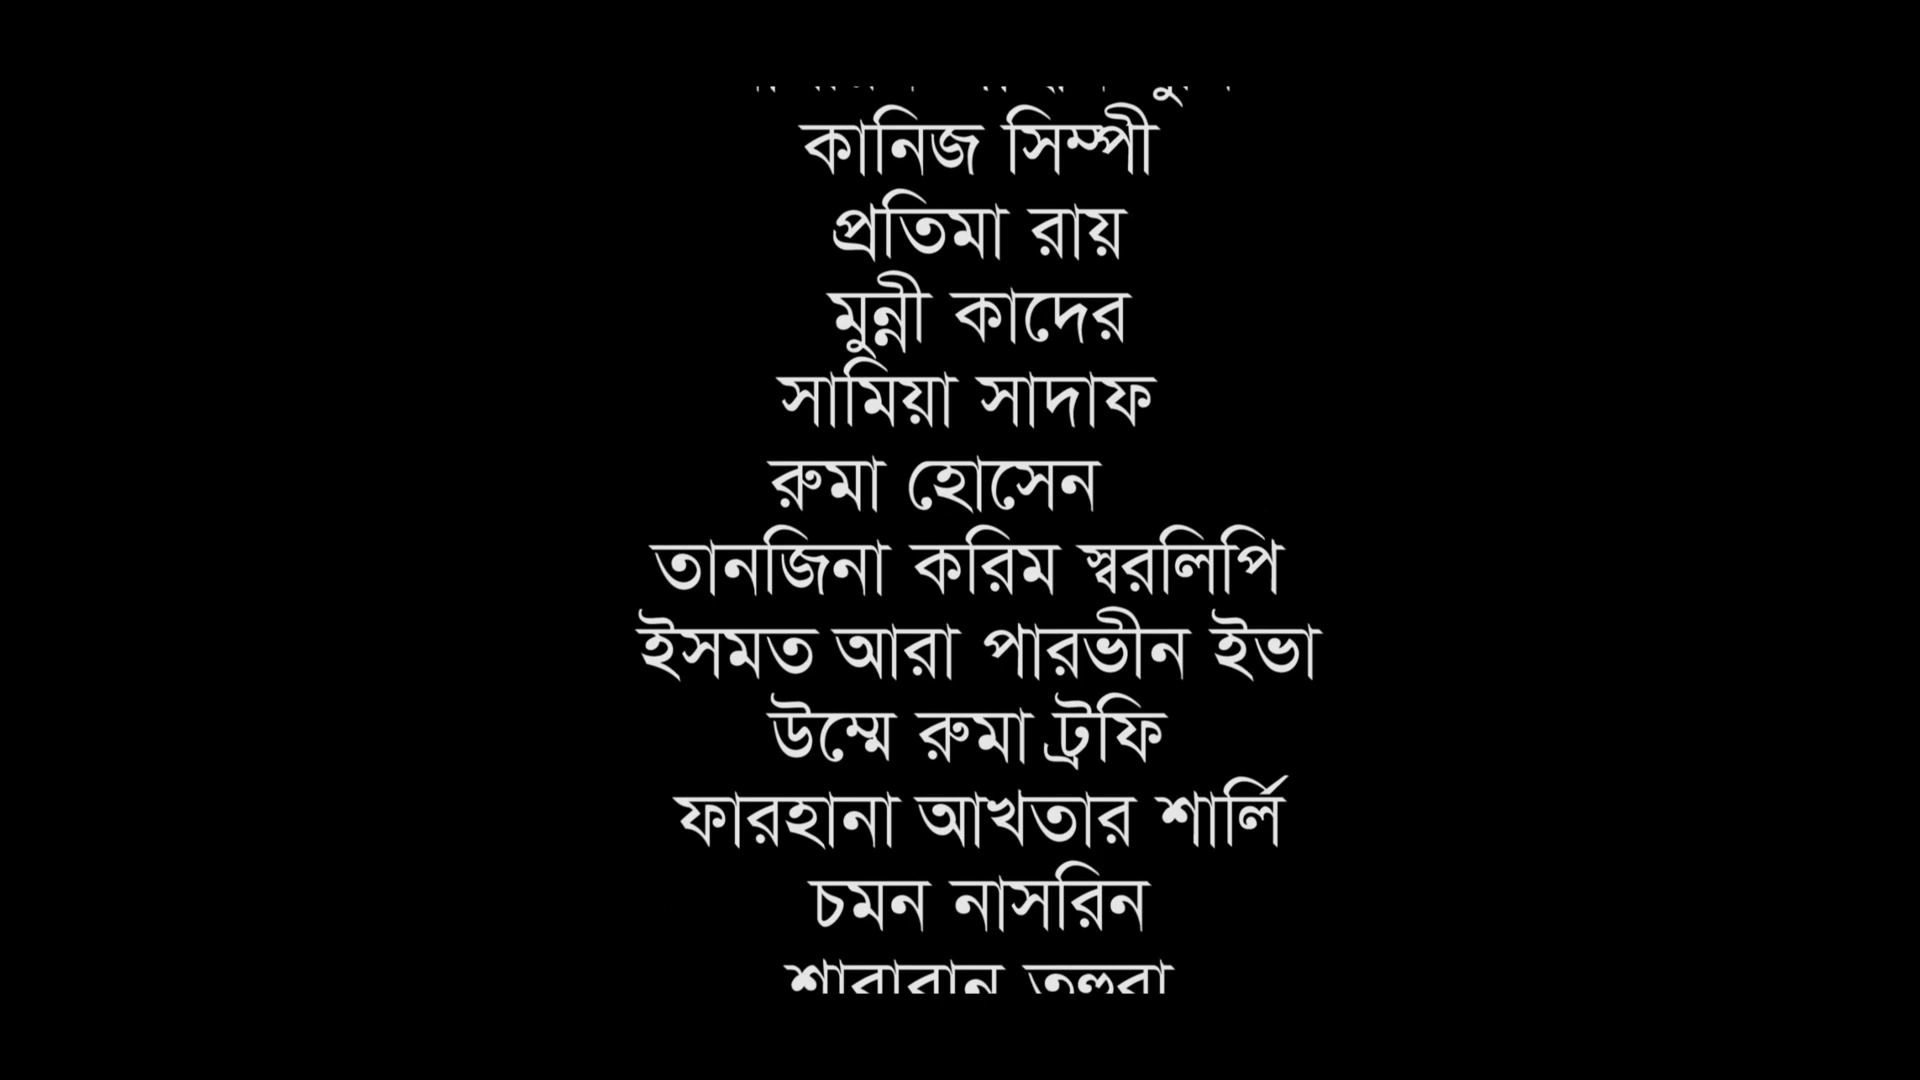 কানিজ সিম্পী
প্রতিমা রায়
মুন্নী কাদের
সামিয়া সাদাফ
রুমা হোসেন
তানজিনা করিম স্বরলিপি
ইসমত আরা পারভীন ইভা
উম্মে রুমা ট্রফি
ফারহানা আখতার শার্লি
চমন নাসরিন